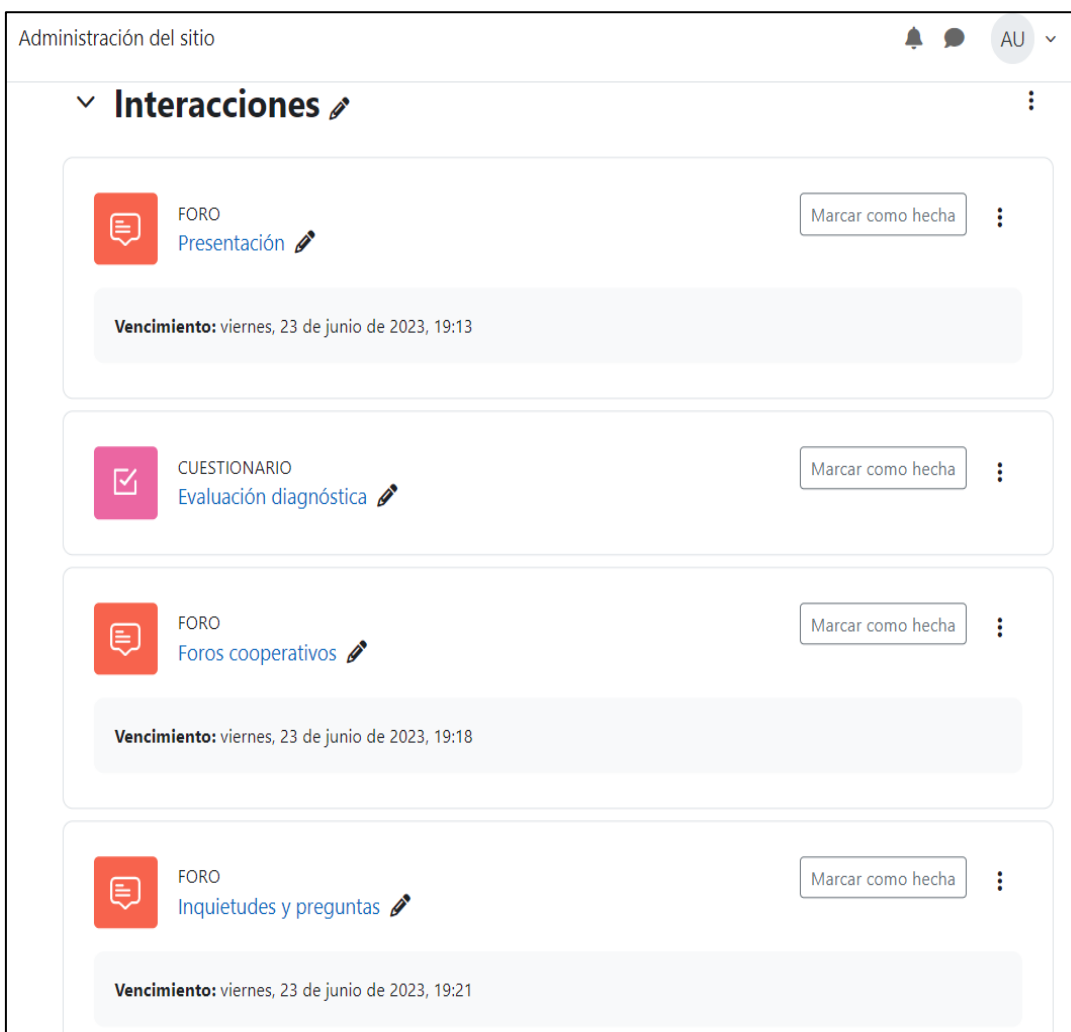 Administración del sitio
AU
Interacciones
FORO
Marcar como hecha
Presentación
Vencimiento: viernes, 23 de junio de 2023, 19:13
CUESTIONARIO
Marcar como hecha
Evaluación diagnóstica
FORO
Marcar como hecha
Foros cooperativos
Vencimiento: viernes, 23 de junio de 2023, 19:18
FORO
Marcar como hecha
Inquietudes y preguntas
Vencimiento: viernes, 23 de junio de 2023, 19:21